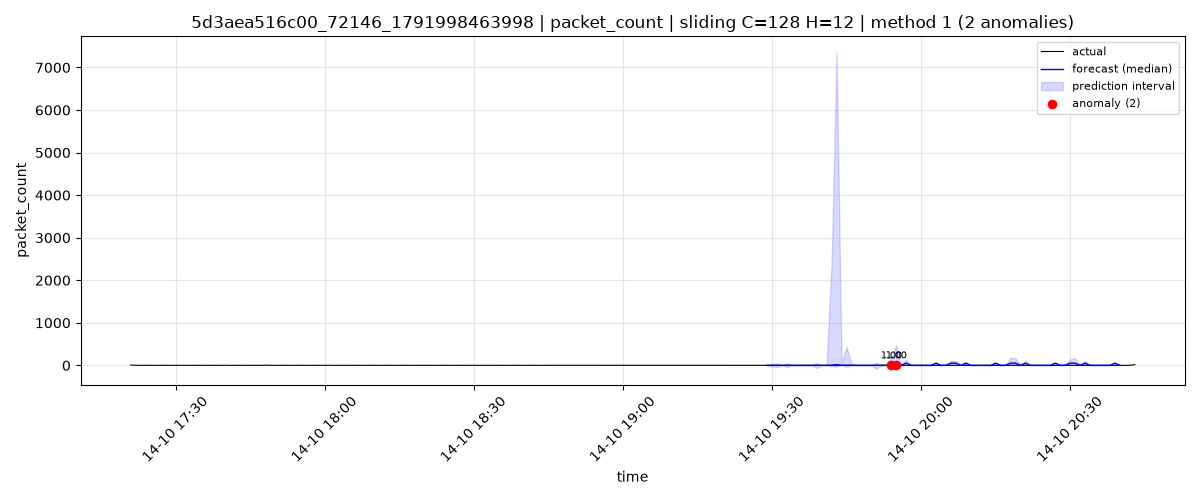 5d3aea516c00_72146_1791998463998 | packet_count | sliding C=128 H=12 | method 1 (2 anomalies)
packet_count
7000
6000
5000
4000
3000
2000
1000
0
actual
forecast (median)
prediction interval
anomaly (2)
14-10 17:30
14-10 18:00
14-10 18:30
14-10 19:00
14-10 19:30
14-10 20:00
14-10 20:30
time